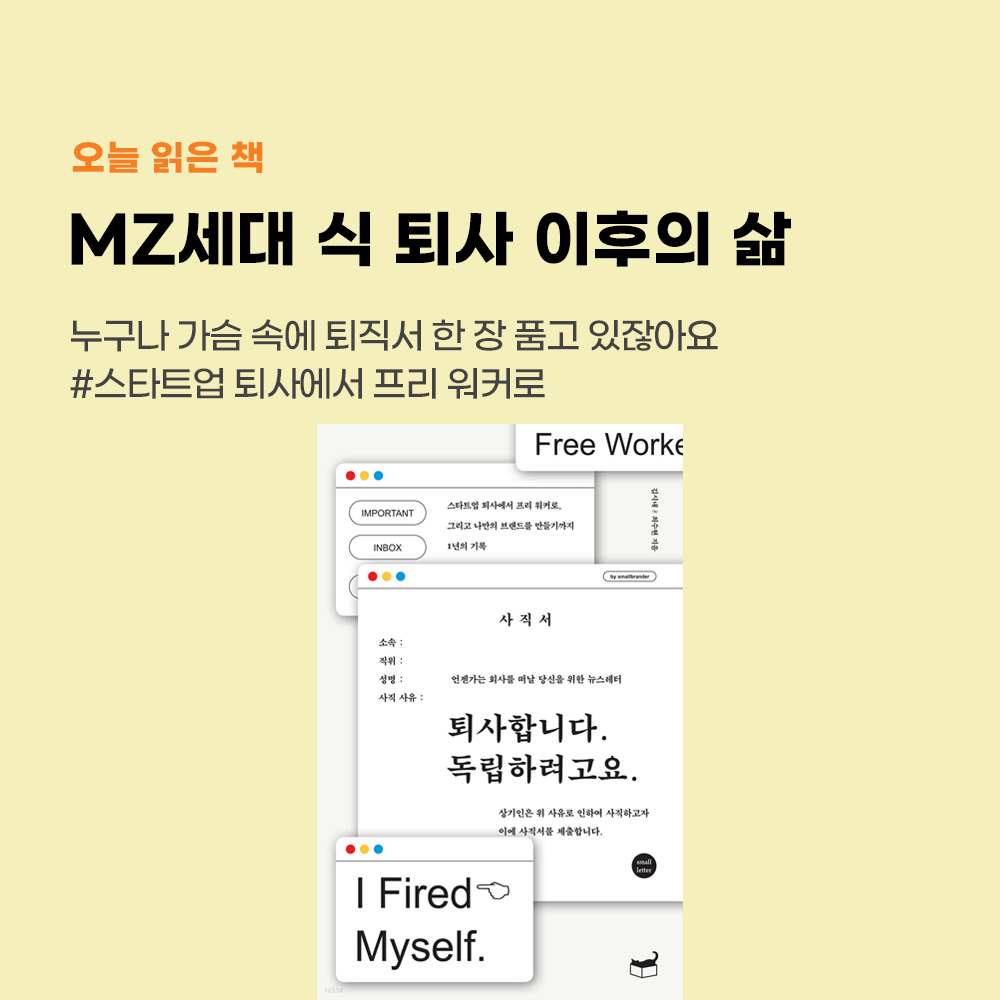 오늘 읽은 책
MZ세대 식 퇴사 이후의 삶
누구나 가슴 속에 퇴직서 한 장 품고 있잖아요
#스타트업 퇴사에서 프리 워커로
Free Worke
IMPORTANT
스타트업 퇴사에서 프리 워커로,
그리고 나만의 브랜드를 만들기까지
INBOX
1년의 기록
by smallbrander
사 직 서
소속 :
직위 :
성명 :
언젠가는 회사를 떠날 당신을 위한 뉴스레터
사직 사유 :
퇴사합니다.
독립하려고요.
상기인은 위 사유로 인하여 사직하고자
이에 사직서를 제출합니다.
small
letter
I Fired
Myself.
YES24